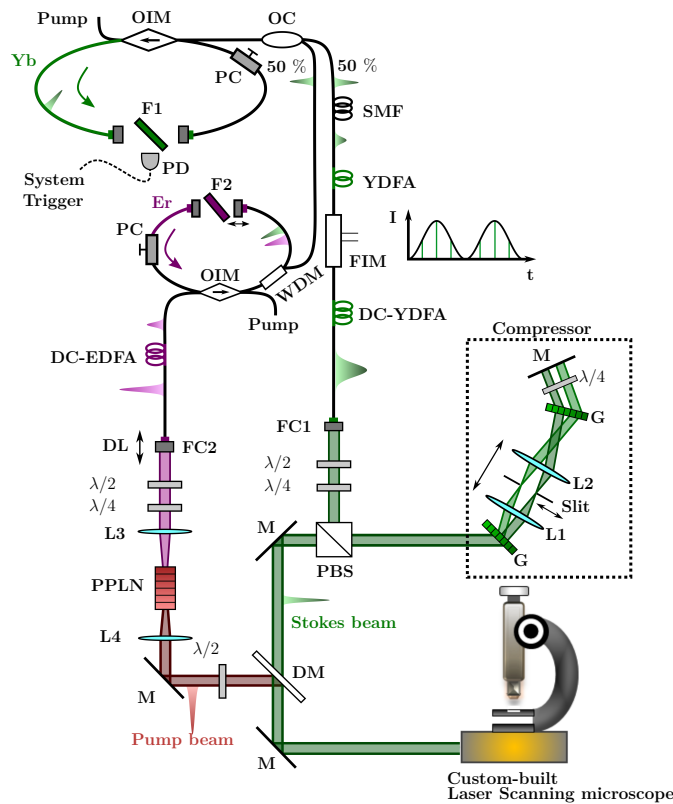 Pump
OIM
OC
Yb
PC
50 %
50 %
F1
SMF
PD
System
Trigger
YDFA
F2
Er
PC
I
FIM
t
OIM
WDM
Pump
DC-YDFA
DC-EDFA
Compressor
M
λ/4
G
FC1
DL
FC2
λ/2
λ/4
λ/2
λ/4
L2
Slit
L1
L3
M
G
PBS
PPLN
Stokes beam
L4
λ/2
DM
M
Pump beam
M
Custom-built
Laser Scanning microscope